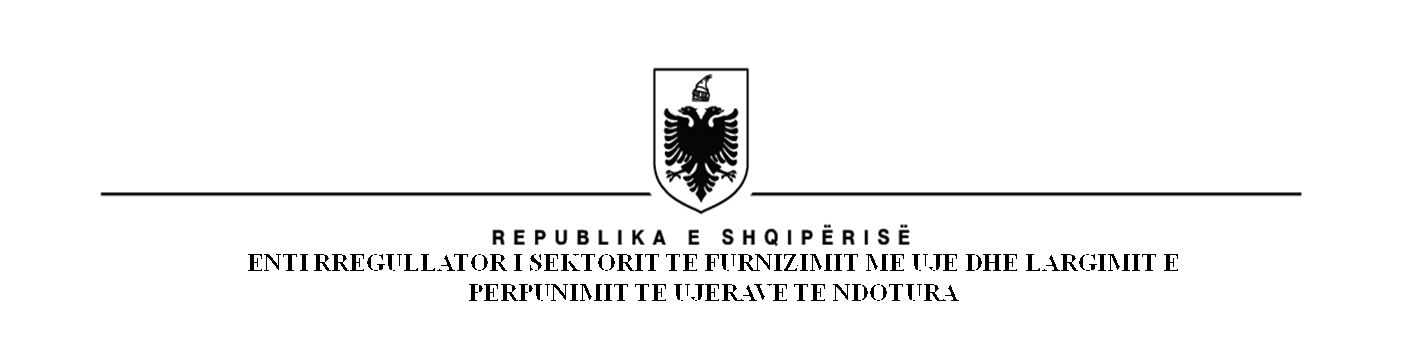 REPUBLIKA E SHQIPËRISË
ENTI RREGULLATOR I SEKTORIT TE FURNIZIMIT ME UJE DHE LARGIMIT E
PERPUNIMIT TE UJERAVE TE NDOTURA